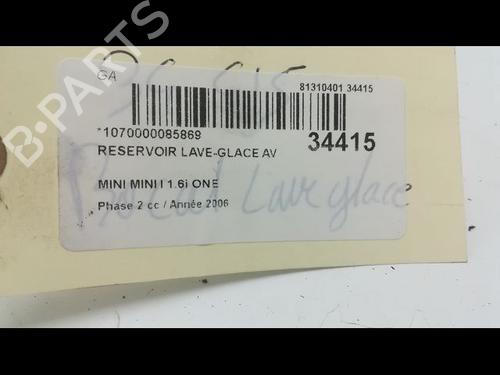 GA
81310401 34415
*1070000085869
34415
RESERVOIR LAVE-GLACE AV
MINI MINI I 1.6i ONE
Phase 2 cc / Année 2006
Bocal Lave glace
B-PARTS